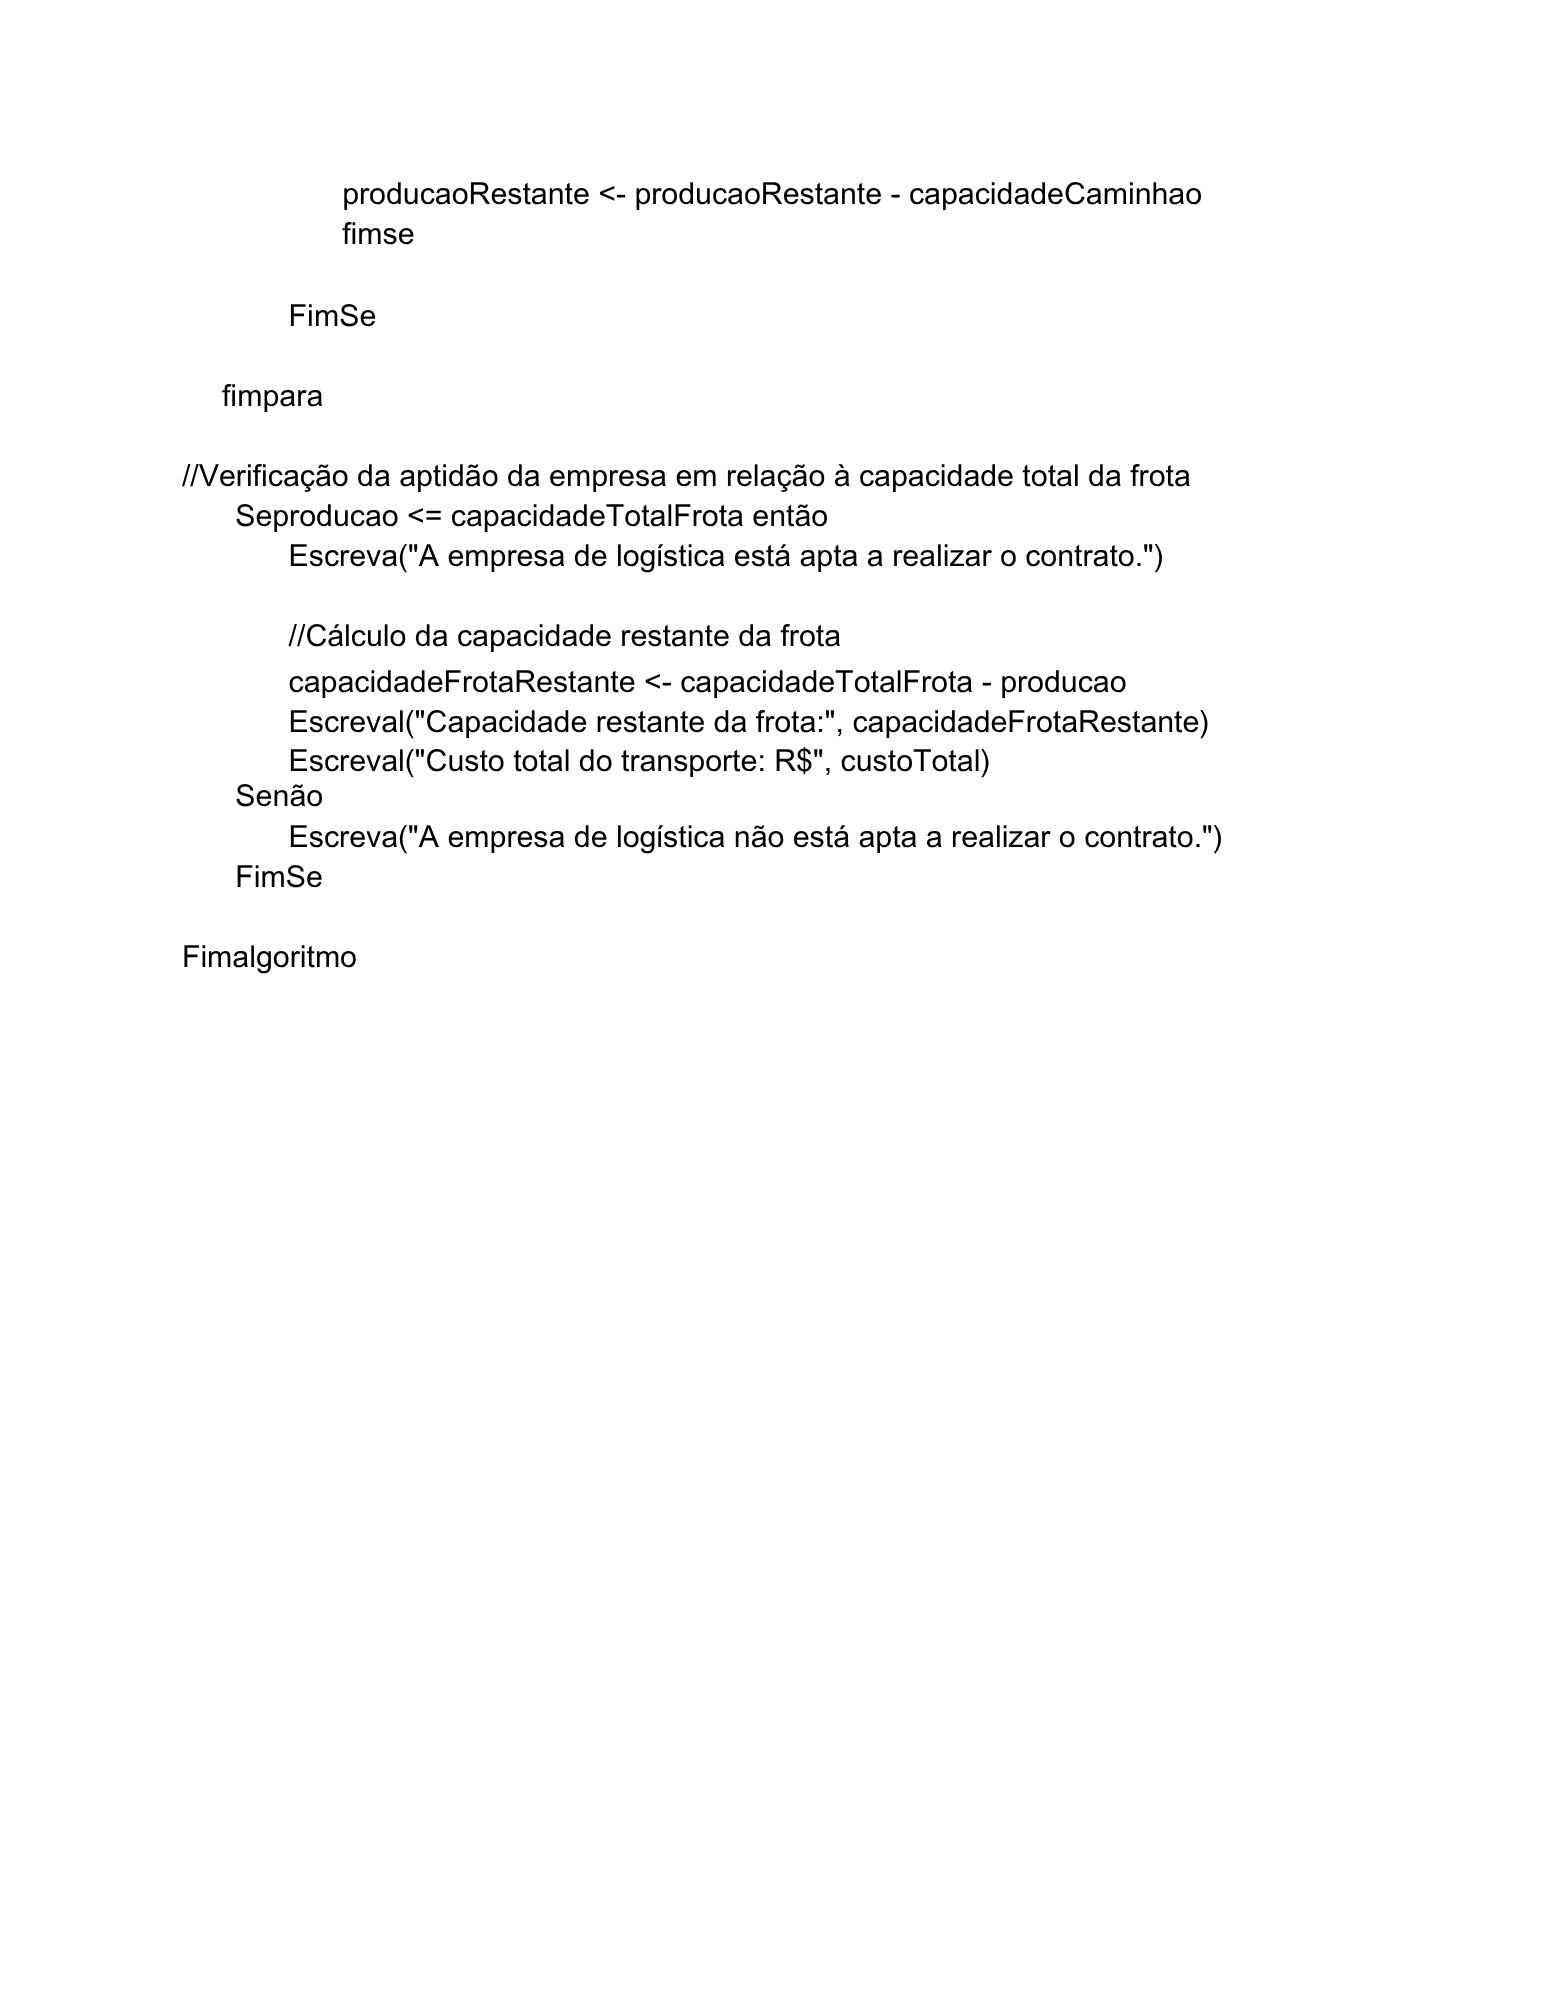 producaoRestante <- producaoRestante - capacidadeCaminhao
fimse
FimSe
fimpara
//Verificação da aptidão da empresa em relação à capacidade total da frota
Seproducao <= capacidadeTotalFrota então
Escreva("A empresa de logística está apta a realizar o contrato.")
//Cálculo da capacidade restante da frota
capacidadeFrotaRestante <- capacidadeTotalFrota - producao
Escreval("Capacidade restante da frota:", capacidadeFrotaRestante)
Escreval("Custo total do transporte: R$", custoTotal)
Senão
Escreva("A empresa de logística não está apta a realizar o contrato.")
FimSe
Fimalgoritmo